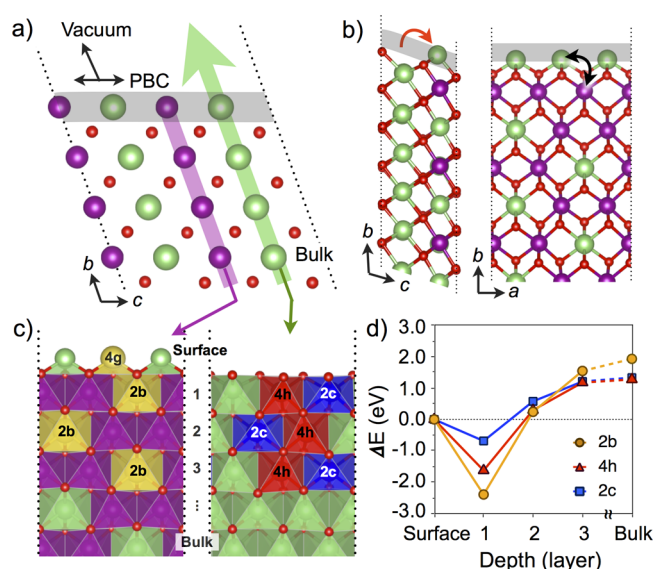 a)
Vacuum
PBC
Bulk
b
c
b)
b
c
b
a
c)
4g
Surface
2b
1
4h
2c
2b
2
2c
4h
2b
3
4h
2c
⋮
Bulk
d)
3.0
2.0
1.0
0.0
-1.0
-2.0
-3.0
ΔE (eV)
2b
4h
2c
Surface 1 2 3 ≈ Bulk
Depth (layer)